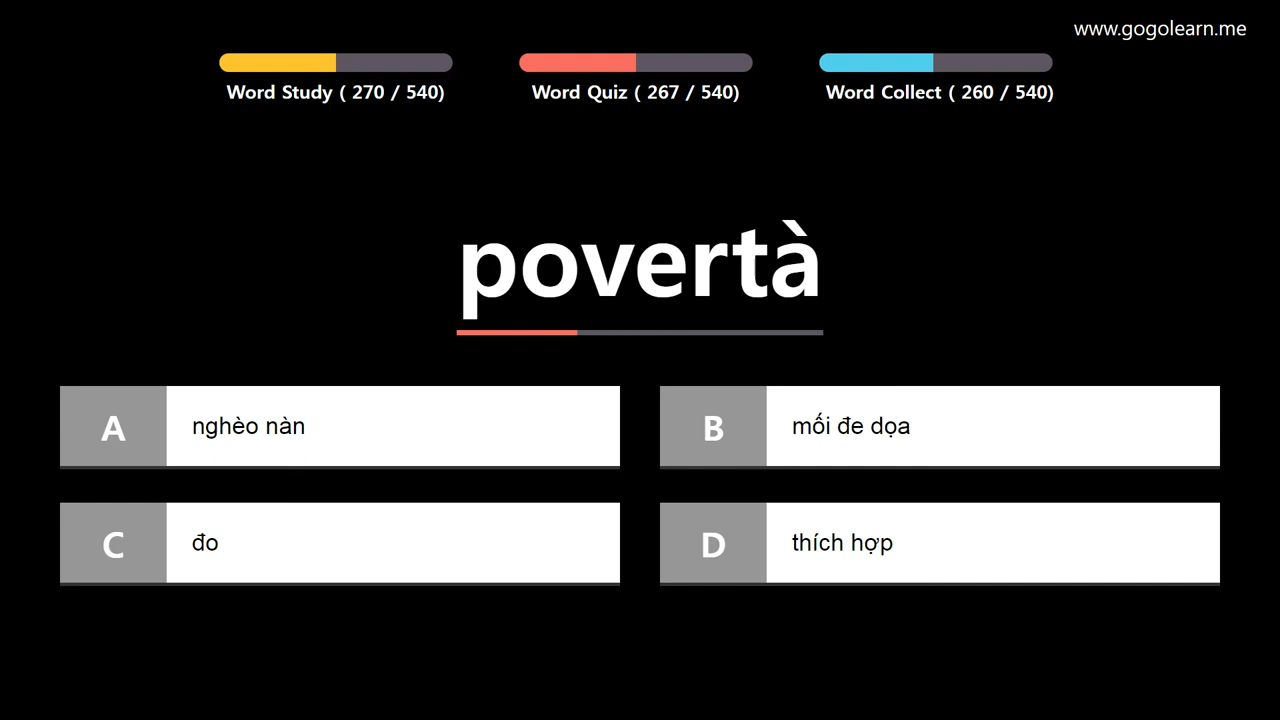 www.gogolearn.me
Word Study ( 270 / 540)
Word Quiz ( 267 / 540)
Word Collect ( 260 / 540)
povertà
A
nghèo nàn
B
mối đe dọa
C
đo
D
thích hợp